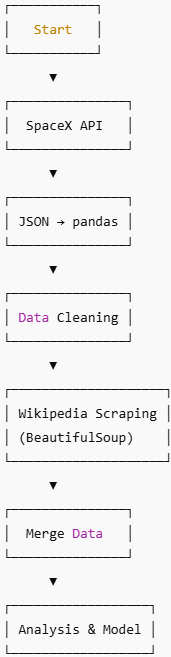 Start
SpaceX API
JSON → pandas
Data Cleaning
Wikipedia Scraping
(BeautifulSoup)
Merge Data
Analysis & Model